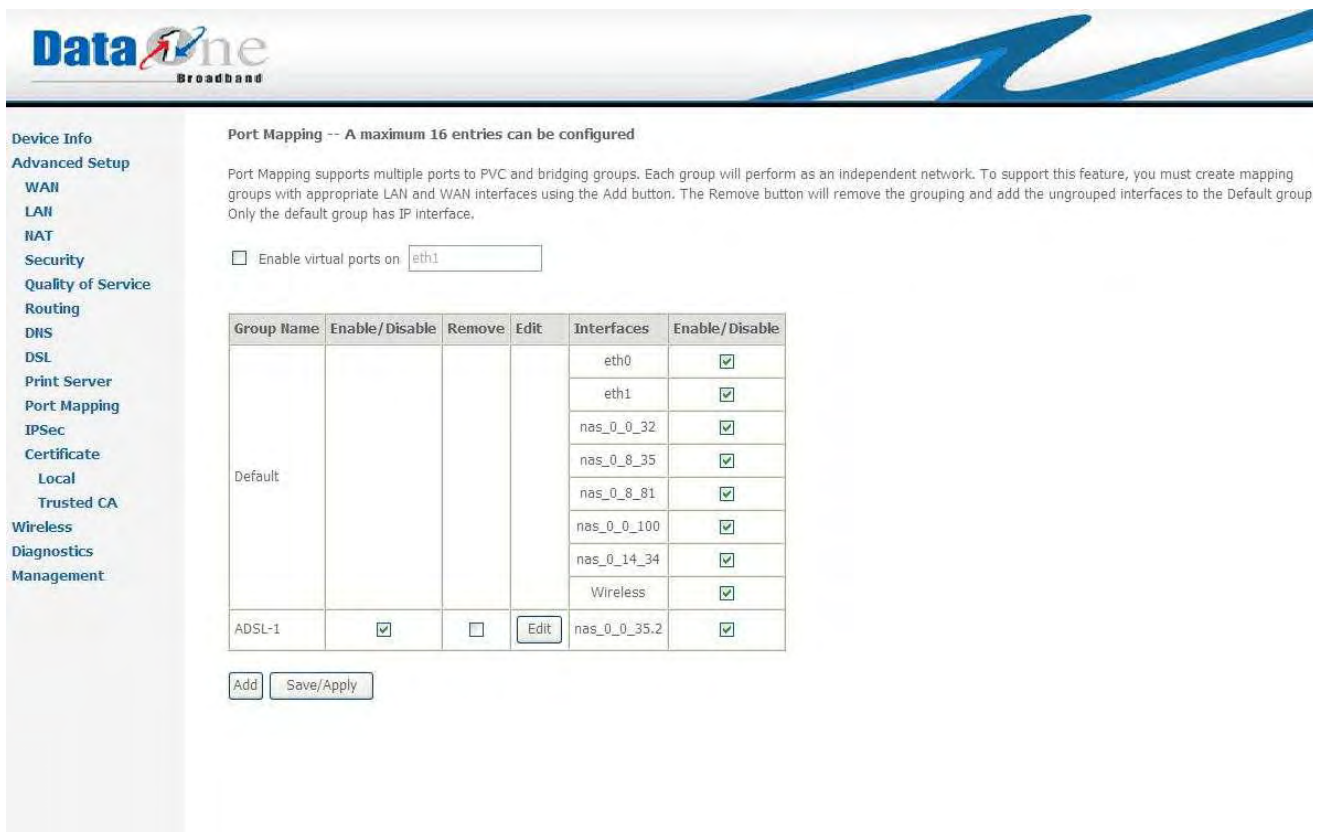 DataOne
Broadband
Device Info
Advanced Setup
WAN
LAN
NAT
Security
Quality of Service
Routing
DNS
DSL
Print Server
Port Mapping
IPSec
Certificate
Local
Trusted CA
Wireless
Diagnostics
Management
Port Mapping -- A maximum 16 entries can be configured
Port Mapping supports multiple ports to PVC and bridging groups. Each group will perform as an independent network. To support this feature, you must create mapping
groups with appropriate LAN and WAN interfaces using the Add button. The Remove button will remove the grouping and add the ungrouped interfaces to the Default group
Only the default group has IP interface.
Enable virtual ports on eth1
Group Name Enable/Disable Remove Edit Interfaces Enable/Disable
Default
eth0
eth1
nas_0_0_32
nas_0_8_35
nas_0_8_81
nas_0_0_100
nas_0_14_34
Wireless
ADSL-1 Edit nas_0_0_35.2
Add Save/Apply